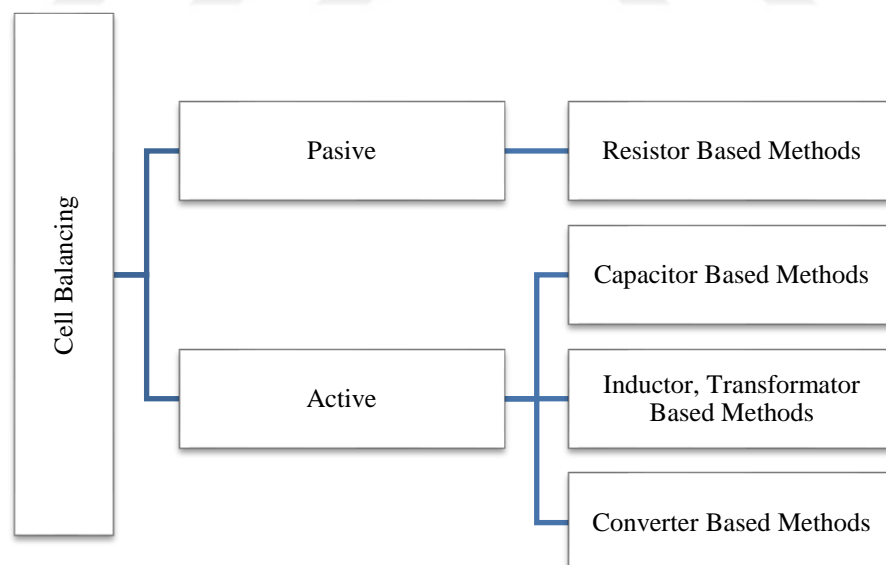 Cell Balancing
Pasive
Resistor Based Methods
Capacitor Based Methods
Active
Inductor, Transformator
Based Methods
Converter Based Methods